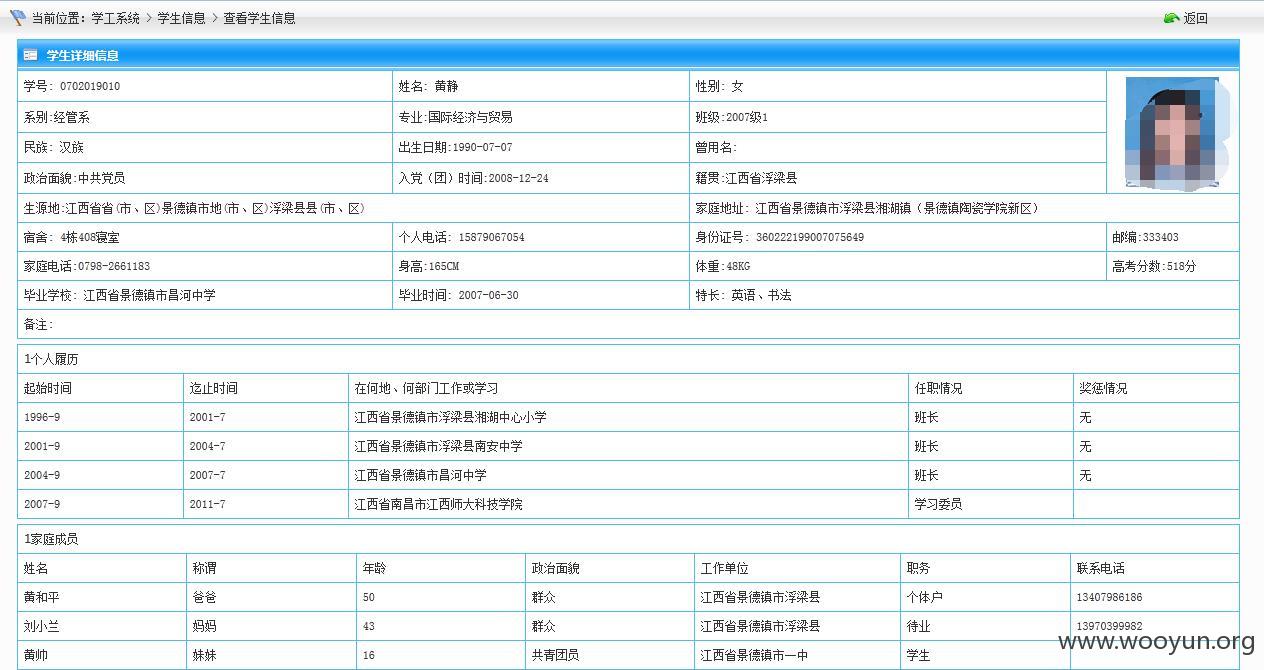 当前位置：学工系统 > 学生信息 > 查看学生信息 返回
学生详细信息
学号：0702019010 姓名：黄静 性别：女
系别:经管系 专业:国际经济与贸易 班级:2007级1
民族：汉族 出生日期:1990-07-07 曾用名:
政治面貌:中共党员 入党（团）时间:2008-12-24 籍贯:江西省浮梁县
生源地:江西省省(市、区)景德镇市地(市、区)浮梁县县(市、区) 家庭地址：江西省景德镇市浮梁县湘湖镇（景德镇陶瓷学院新区）
宿舍：4栋408寝室 个人电话：15879067054 身份证号：360222199007075649 邮编:333403
家庭电话:0798-2661183 身高:165CM 体重:48KG 高考分数:518分
毕业学校：江西省景德镇市昌河中学 毕业时间：2007-06-30 特长：英语、书法
备注:
1个人履历
起始时间 迄止时间 在何地、何部门工作或学习 任职情况 奖惩情况
1996-9 2001-7 江西省景德镇市浮梁县湘湖中心小学 班长 无
2001-9 2004-7 江西省景德镇市浮梁县南安中学 班长 无
2004-9 2007-7 江西省景德镇市昌河中学 班长 无
2007-9 2011-7 江西省南昌市江西师大科技学院 学习委员
1家庭成员
姓名 称谓 年龄 政治面貌 工作单位 职务 联系电话
黄和平 爸爸 50 群众 江西省景德镇市浮梁县 个体户 13407986186
刘小兰 妈妈 43 群众 江西省景德镇市浮梁县 待业 13970399982
黄帅 妹妹 16 共青团员 江西省景德镇市一中 学生
www.wooyun.org